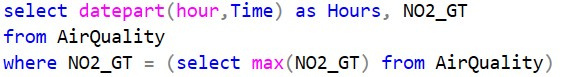 select datepart(hour,Time) as Hours, NO2_GT
from AirQuality
where NO2_GT = (select max(NO2_GT) from AirQuality)